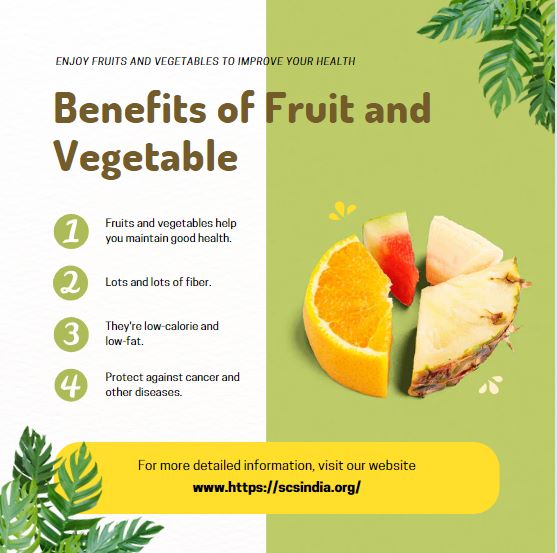 ENJOY FRUITS AND VEGETABLES TO IMPROVE YOUR HEALTH
Benefits of Fruit and
Vegetable
1
Fruits and vegetables help
you maintain good health.
2
Lots and lots of fiber.
3
They're low-calorie and
low-fat.
4
Protect against cancer and
other diseases.
For more detailed information, visit our website
www.https://scsindia.org/